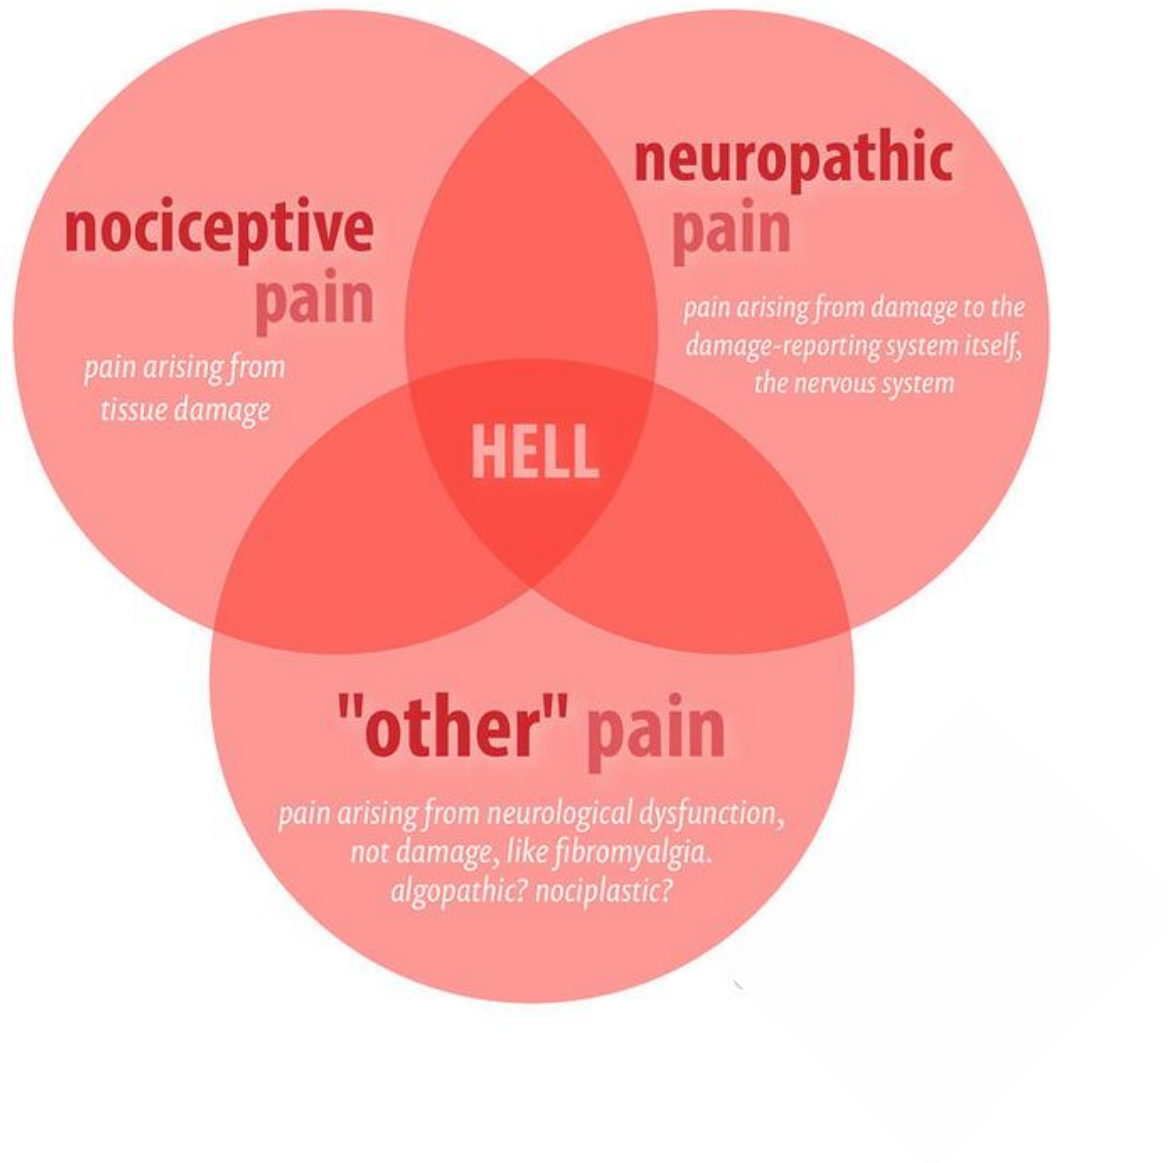 nociceptive
pain
pain arising from
tissue damage
neuropathic
pain
pain arising from damage to the
damage-reporting system itself,
the nervous system
HELL
"other" pain
pain arising from neurological dysfunction,
not damage, like fibromyalgia.
algopathic? nociplastic?